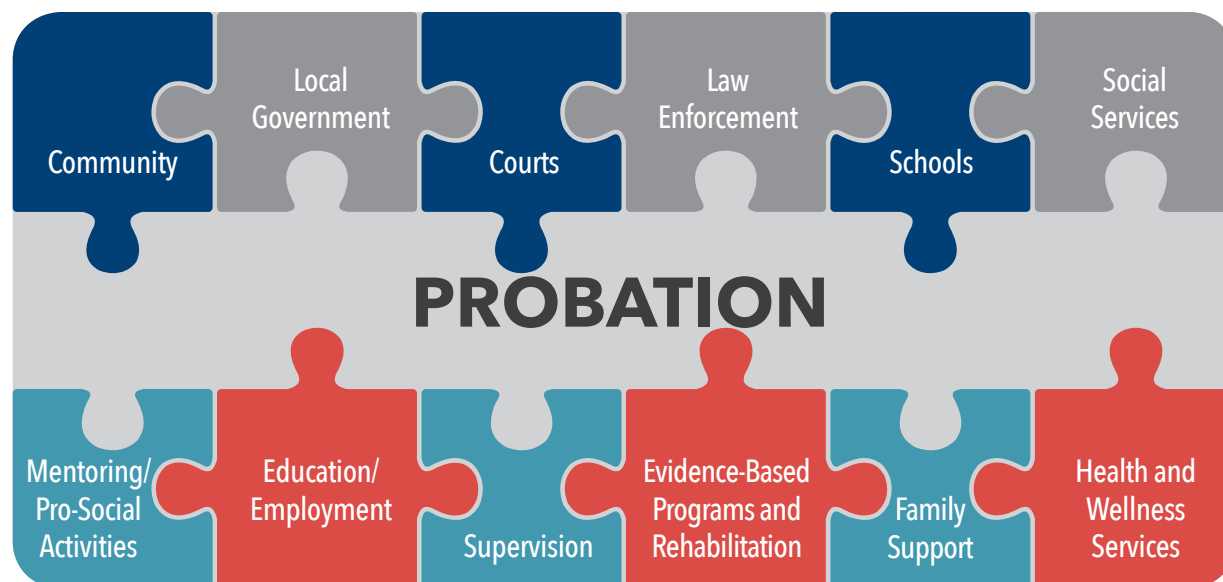 Community
Local
Government
Courts
Law
Enforcement
Schools
Social
Services
PROBATION
Mentoring/
Pro-Social
Activities
Education/
Employment
Supervision
Evidence-Based
Programs and
Rehabilitation
Family
Support
Health and
Wellness
Services